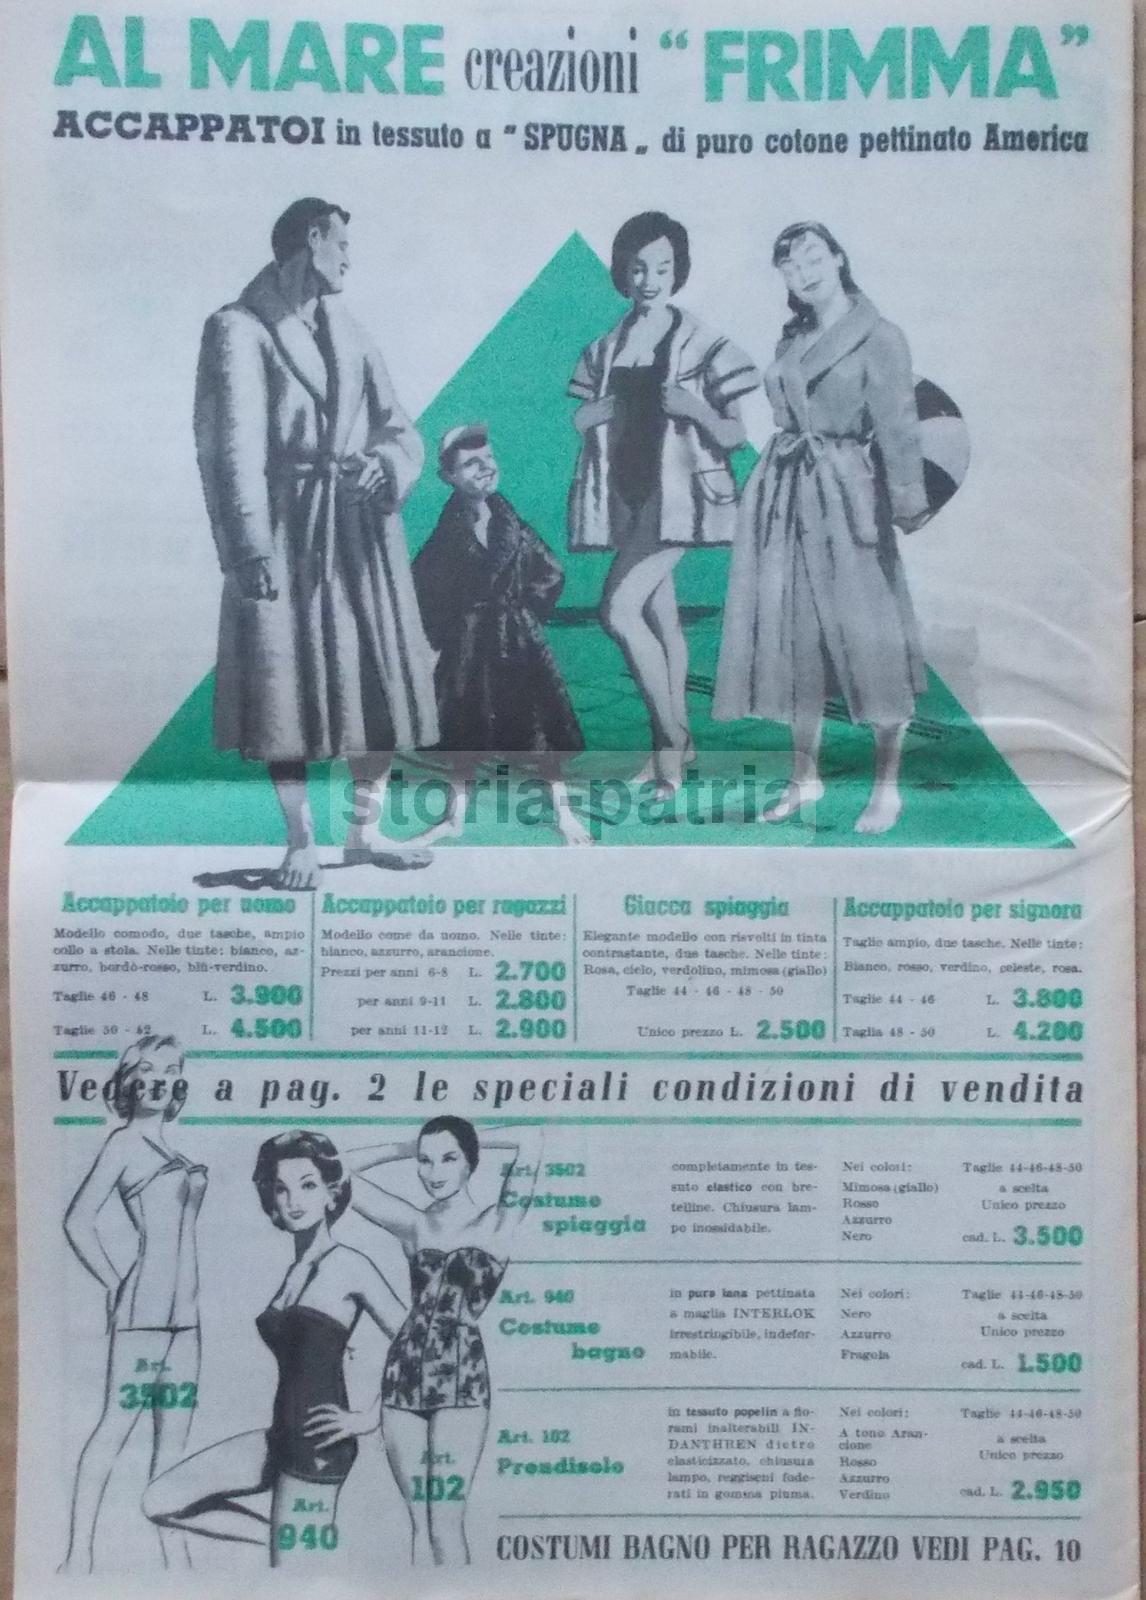 AL MARE creazioni “FRIMMA”
ACCAPPATOI in tessuto a "SPUGNA„ di puro cotone pettinato America
storia-patria
Accappatoio per uomo
Modello comodo, due tasche, ampio
collo a stola. Nelle tinte: bianco, az-
zurro, bordò-rosso, blù-verdino.
Taglie 46 - 48 L. 3.900
Taglie 50 - 52 L. 4.500
Accappatoio per ragazzi
Modello come da uomo. Nelle tinte:
bianco, azzurro, arancione.
Prezzi per anni 6-8 L. 2.700
per anni 9-11 L. 2.800
per anni 11-12 L. 2.900
Giacca spiaggia
Elegante modello con risvolti in tinta
contrastante, due tasche. Nelle tinte:
Rosa, cielo, verdolino, mimosa (giallo)
Taglie 44 - 46 - 48 - 50
Unico prezzo L. 2.500
Accappatoio per signora
Taglio ampio, due tasche. Nelle tinte:
Bianco, rosso, verdino, celeste, rosa.
Taglie 44 - 46 L. 3.800
Taglia 48 - 50 L. 4.200
Vedere a pag. 2 le speciali condizioni di vendita
Art. 3502
Costume
spiaggia
completamente in tes-
suto elastico con bre-
telline. Chiusura lam-
po inossidabile.
Nei colori:
Mimosa (giallo)
Rosso
Azzurro
Nero
Taglie 44-46-48-50
a scelta
Unico prezzo
cad. L. 3.500
Art. 940
Costume
bagno
in pura lana pettinata
a maglia INTERLOK
irrestringibile, indefor-
mabile.
Nei colori:
Nero
Azzurro
Fragola
Taglie 44-46-48-50
a scelta
Unico prezzo
cad. L. 1.500
Art. 102
Prendisole
in tessuto popelin a fio-
rami inalterabili IN-
DANTHREN dietro
elasticizzato, chiusura
lampo, reggiseni fode-
rati in gomma piuma.
Nei colori:
A tono Aran-
cione
Rosso
Azzurro
Verdino
Taglie 44-46-48-50
a scelta
Unico prezzo
cad. L. 2.950
Art.
3502
Art.
940
Art.
102
COSTUMI BAGNO PER RAGAZZO VEDI PAG. 10